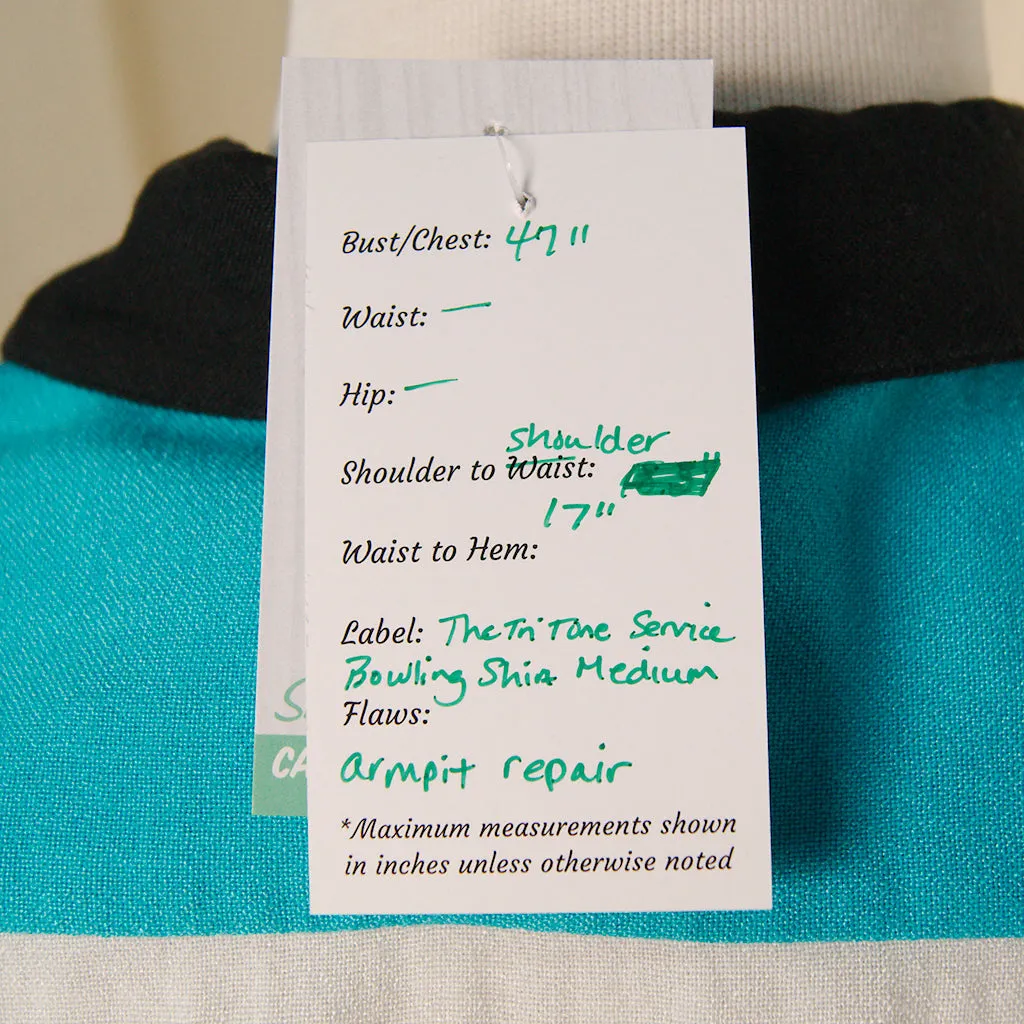 Bust/Chest: 47"
Waist: —
Hip: —
shoulder
Shoulder to Waist:
17"
Waist to Hem:
Label: The Tri Tone Service
Bowling Shirt Medium
Flaws:
armpit repair
*Maximum measurements shown
in inches unless otherwise noted
S
CA